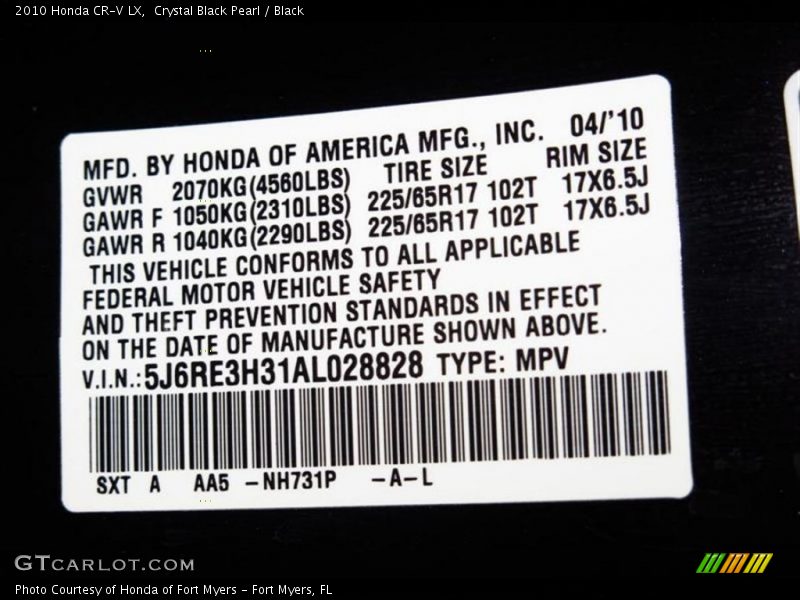 2010 Honda CR-V LX,  Crystal Black Pearl / Black
MFD. BY HONDA OF AMERICA MFG., INC. 04/'10
GVWR 2070KG(4560LBS) TIRE SIZE RIM SIZE
GAWR F 1050KG(2310LBS) 225/65R17 102T 17X6.5J
GAWR R 1040KG(2290LBS) 225/65R17 102T 17X6.5J
THIS VEHICLE CONFORMS TO ALL APPLICABLE
FEDERAL MOTOR VEHICLE SAFETY
AND THEFT PREVENTION STANDARDS IN EFFECT
ON THE DATE OF MANUFACTURE SHOWN ABOVE.
V.I.N.:5J6RE3H31AL028828 TYPE: MPV
SXT A AA5 -NH731P -A-L
GTCARLOT.COM
Photo Courtesy of Honda of Fort Myers - Fort Myers, FL